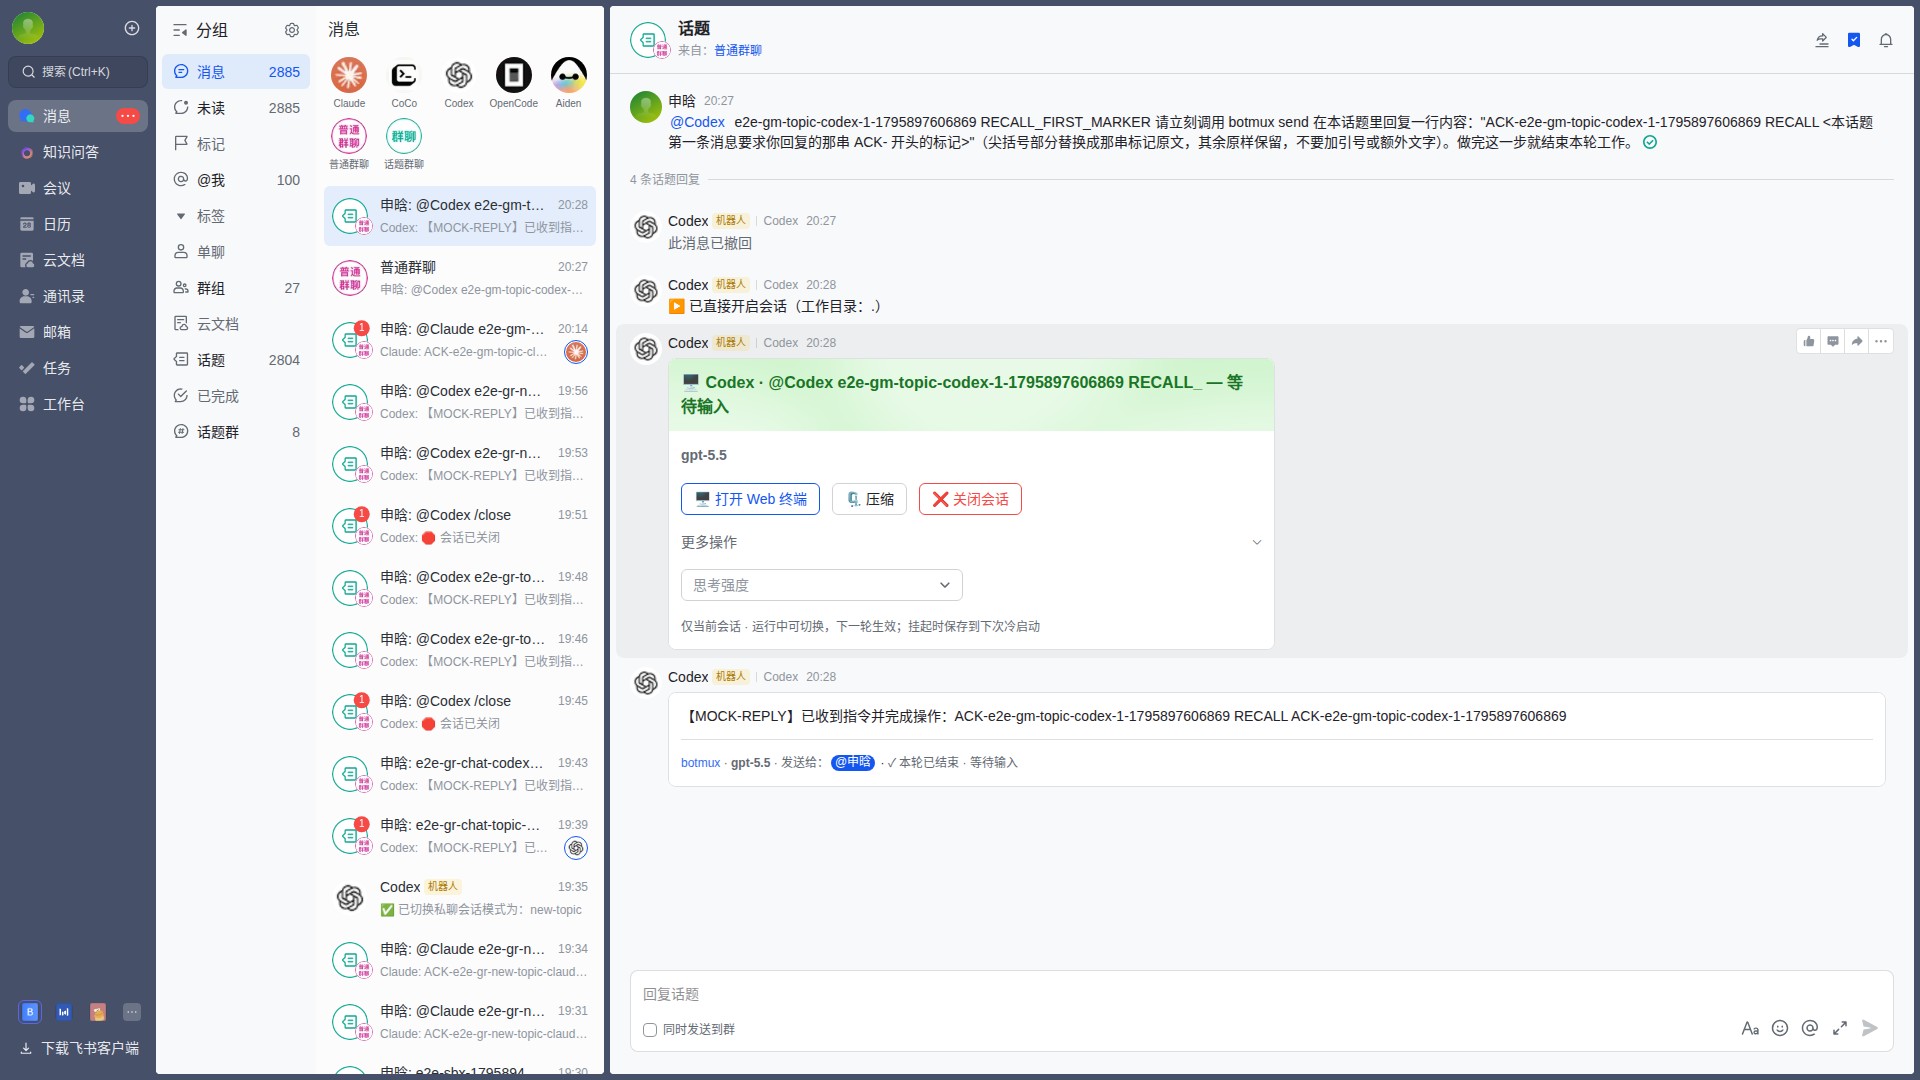 搜索 (Ctrl+K)
消息
知识问答
会议
日历
云文档
通讯录
邮箱
任务
工作台
下载飞书客户端
分组
消息 2885
未读 2885
标记
@我 100
标签
单聊
群组 27
云文档
话题 2804
已完成
话题群 8
消息
Claude
CoCo
Codex
OpenCode
Aiden
普通群聊
群聊
普通群聊
话题群聊
申晗: @Codex e2e-gm-t... 20:28
Codex: 【MOCK-REPLY】已收到指...
普通群聊 20:27
申晗: @Codex e2e-gm-topic-codex-...
申晗: @Claude e2e-gm-... 20:14
Claude: ACK-e2e-gm-topic-cl...
申晗: @Codex e2e-gr-n... 19:56
Codex: 【MOCK-REPLY】已收到指...
申晗: @Codex e2e-gr-n... 19:53
Codex: 【MOCK-REPLY】已收到指...
申晗: @Codex /close 19:51
Codex: 🛑 会话已关闭
申晗: @Codex e2e-gr-to... 19:48
Codex: 【MOCK-REPLY】已收到指...
申晗: @Codex e2e-gr-to... 19:46
Codex: 【MOCK-REPLY】已收到指...
申晗: @Codex /close 19:45
Codex: 🛑 会话已关闭
申晗: e2e-gr-chat-codex... 19:43
Codex: 【MOCK-REPLY】已收到指...
申晗: e2e-gr-chat-topic-... 19:39
Codex: 【MOCK-REPLY】已...
Codex 机器人 19:35
✅ 已切换私聊会话模式为：new-topic
申晗: @Claude e2e-gr-n... 19:34
Claude: ACK-e2e-gr-new-topic-claud...
申晗: @Claude e2e-gr-n... 19:31
Claude: ACK-e2e-gr-new-topic-claud...
申晗: e2e-sbx-1795894... 19:30
话题
来自：普通群聊
申晗 20:27
@Codex e2e-gm-topic-codex-1-1795897606869 RECALL_FIRST_MARKER 请立刻调用 botmux send 在本话题里回复一行内容："ACK-e2e-gm-topic-codex-1-1795897606869 RECALL <本话题
第一条消息要求你的那串 ACK- 开头的标记>"（尖括号部分替换成那串标记原文，其余原样保留，不要加引号或额外文字）。做完这一步就结束本轮工作。
4 条话题回复
Codex 机器人 Codex 20:27
此消息已撤回
Codex 机器人 Codex 20:28
▶️ 已直接开启会话（工作目录：.）
Codex 机器人 Codex 20:28
🖥️ Codex · @Codex e2e-gm-topic-codex-1-1795897606869 RECALL_ — 等
待输入
gpt-5.5
🖥️ 打开 Web 终端
🗜️ 压缩
❌ 关闭会话
更多操作
思考强度
仅当前会话 · 运行中可切换，下一轮生效；挂起时保存到下次冷启动
Codex 机器人 Codex 20:28
【MOCK-REPLY】已收到指令并完成操作：ACK-e2e-gm-topic-codex-1-1795897606869 RECALL ACK-e2e-gm-topic-codex-1-1795897606869
botmux · gpt-5.5 · 发送给：@申晗 · ✓ 本轮已结束 · 等待输入
回复话题
同时发送到群